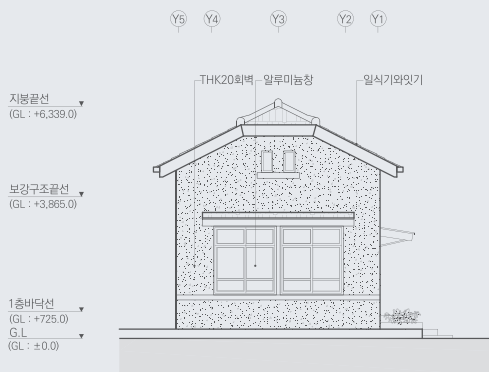 Y5 Y4 Y3 Y2 Y1
THK20회벽 알루미늄창 일식기와잇기
지붕끝선
(GL : +6,339.0)
보강구조끝선
(GL : +3,865.0)
1층바닥선
(GL : +725.0)
G.L
(GL : ±0.0)